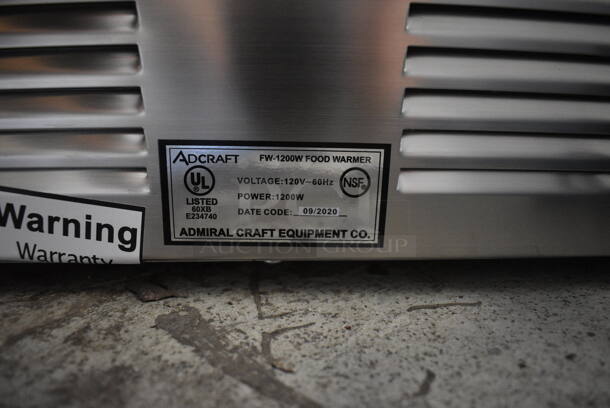 ADCRAFT FW-1200W FOOD WARMER
UL
LISTED
60XB
E234740
VOLTAGE:120V~60Hz
POWER:1200W
DATE CODE: 09/2020
NSF
ADMIRAL CRAFT EQUIPMENT CO.
Warning
Warranty
AUCTION GROUP